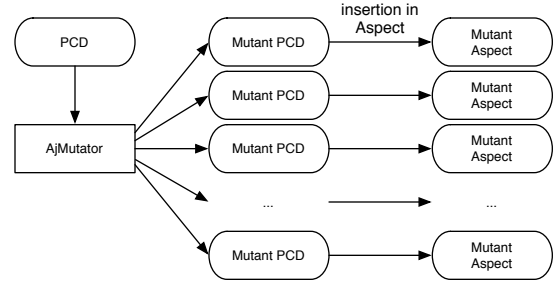 insertion in
Aspect
PCD
Mutant PCD
Mutant
Aspect
Mutant PCD
Mutant
Aspect
AjMutator
Mutant PCD
Mutant
Aspect
...
...
Mutant PCD
Mutant
Aspect